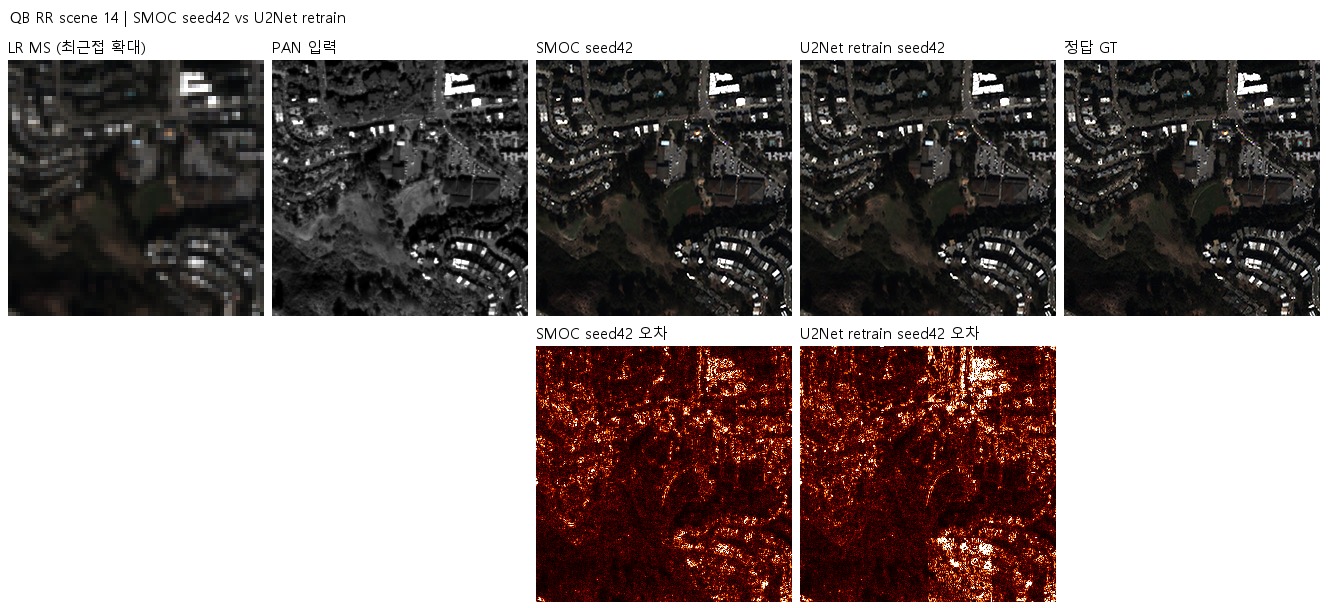 QB RR scene 14 | SMOC seed42 vs U2Net retrain
LR MS (최근접 확대)
PAN 입력
SMOC seed42
U2Net retrain seed42
정답 GT
SMOC seed42 오차
U2Net retrain seed42 오차